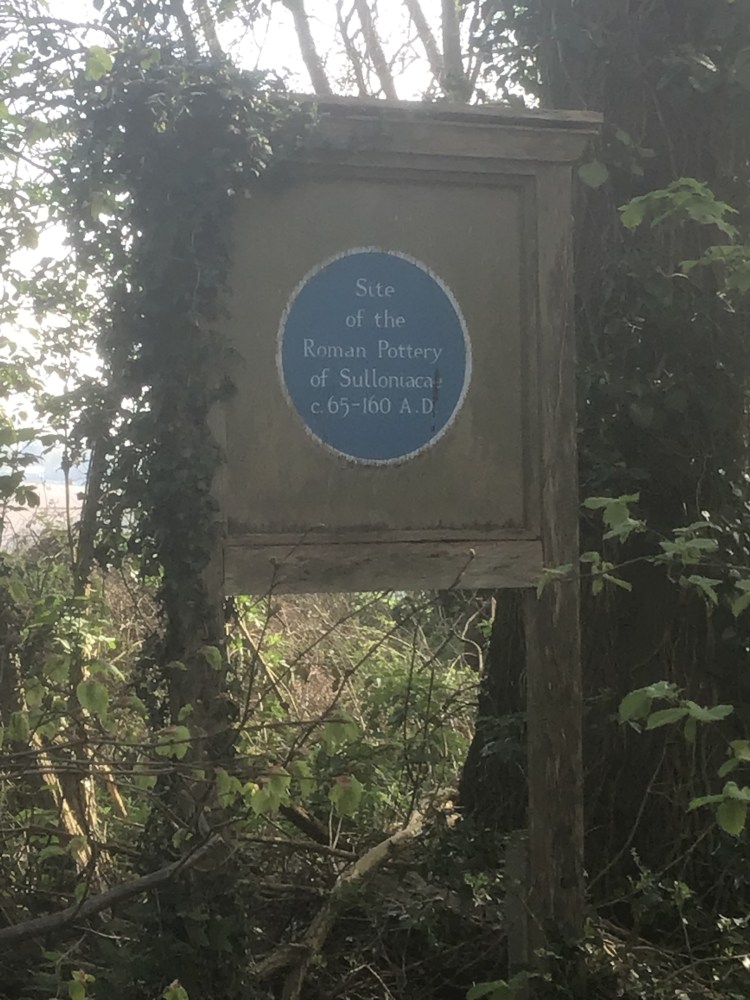 Site
of the
Roman Pottery
of Sulloniacae
c. 65-160 A.D.